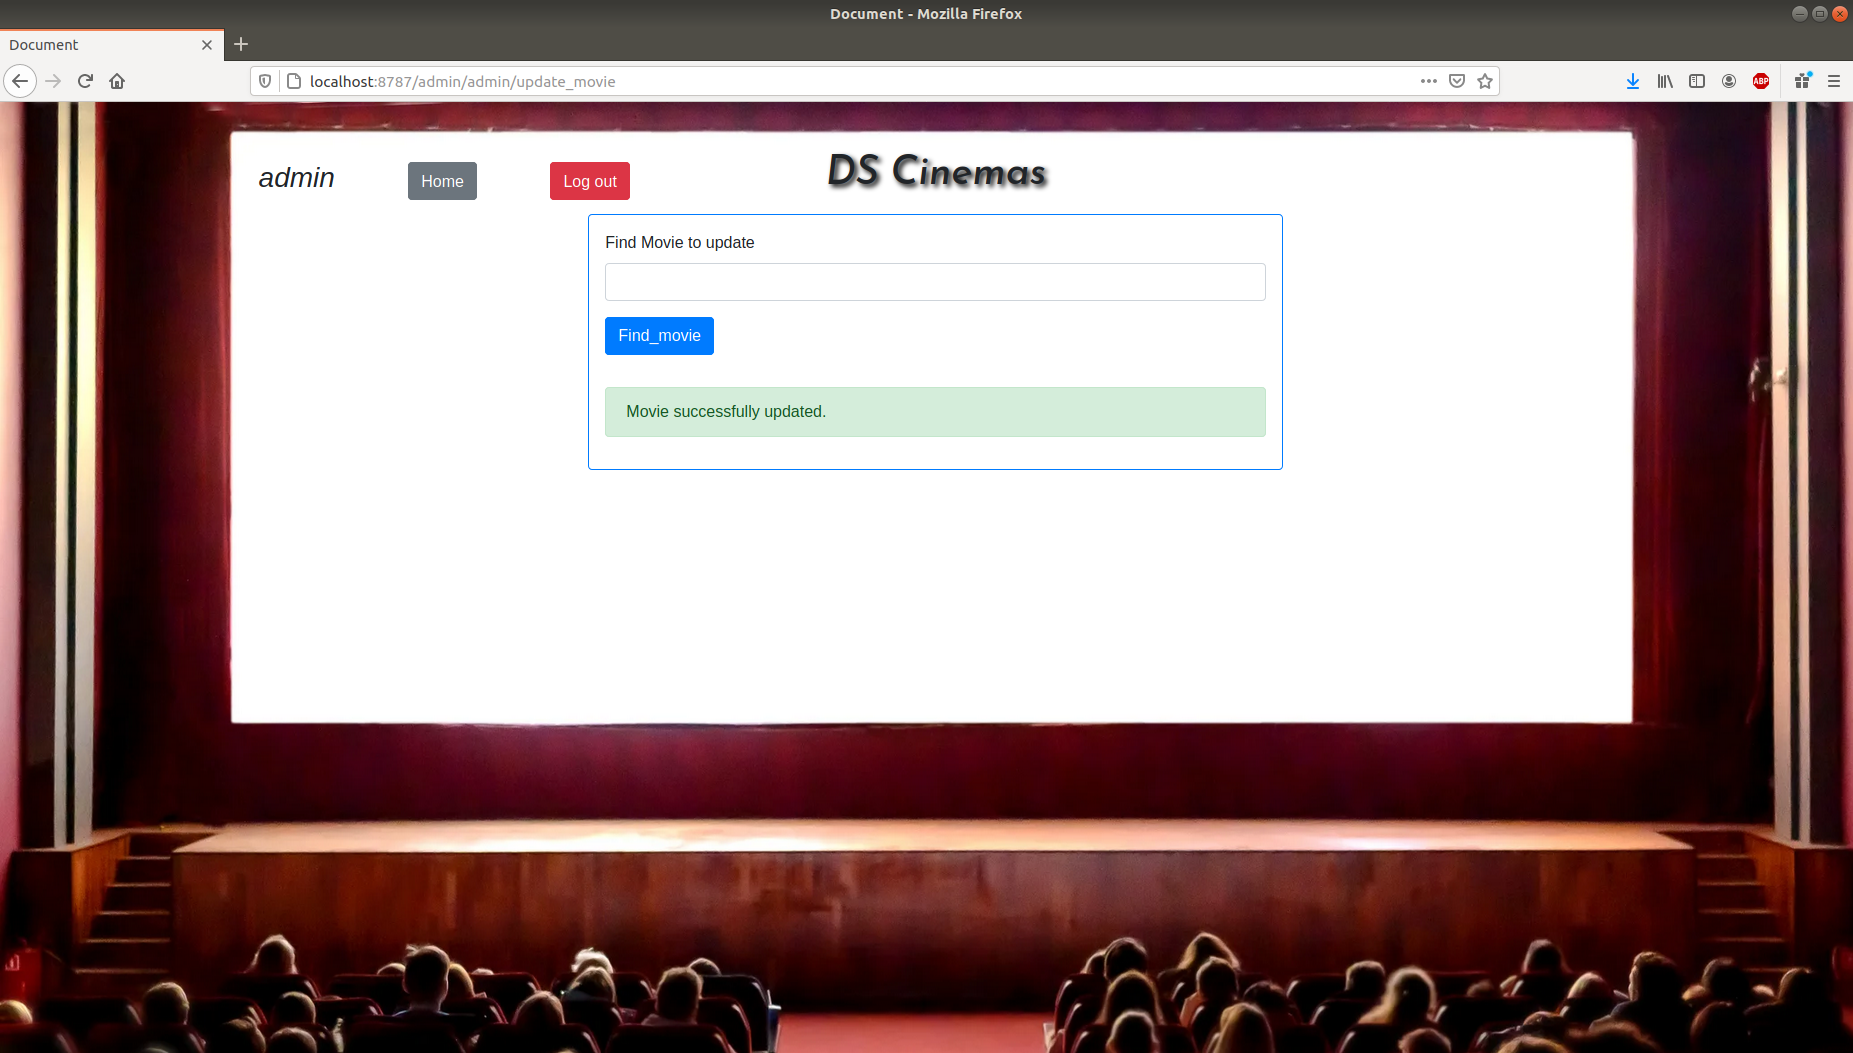 Document - Mozilla Firefox
Document
localhost:8787/admin/admin/update_movie
ABP
admin
Home
Log out
DS Cinemas
Find Movie to update
Find_movie
Movie successfully updated.